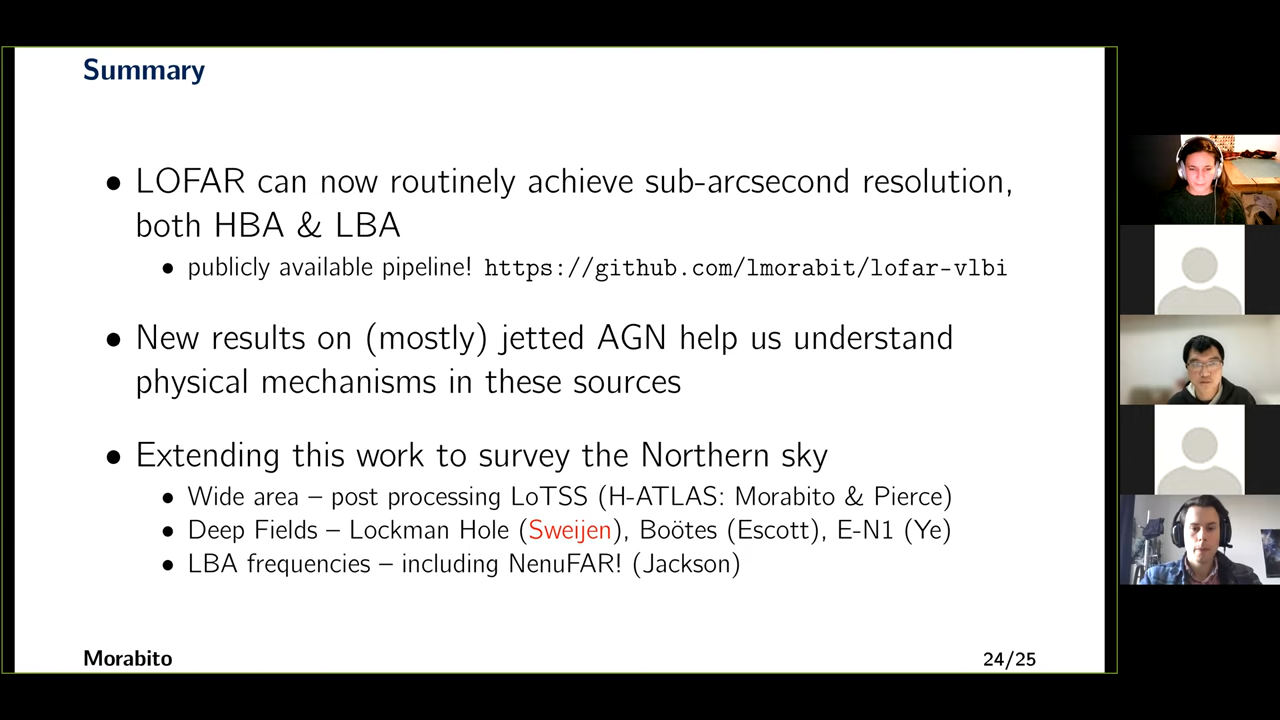 Summary
• LOFAR can now routinely achieve sub-arcsecond resolution,
both HBA & LBA
• publicly available pipeline! https://github.com/lmorabit/lofar-vlbi
• New results on (mostly) jetted AGN help us understand
physical mechanisms in these sources
• Extending this work to survey the Northern sky
• Wide area – post processing LoTSS (H-ATLAS: Morabito & Pierce)
• Deep Fields – Lockman Hole (Sweijen), Boötes (Escott), E-N1 (Ye)
• LBA frequencies – including NenuFAR! (Jackson)
Morabito
24/25